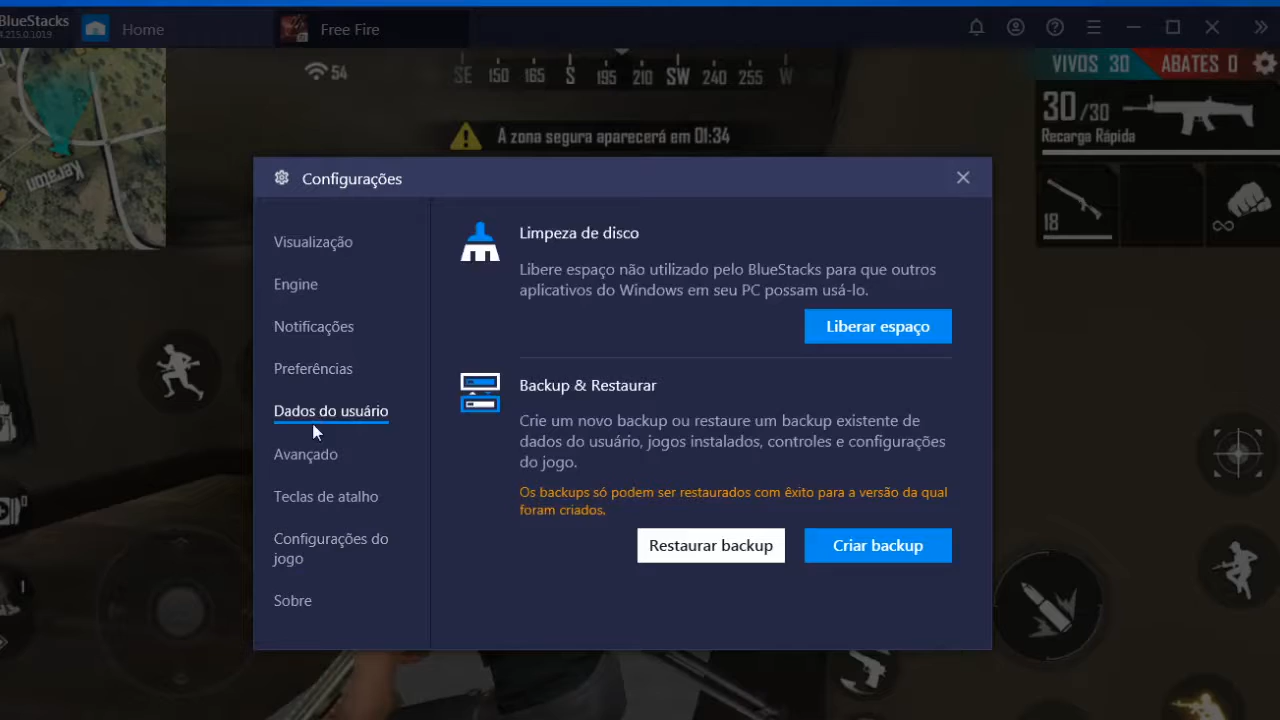 BlueStacks
4.215.0.1019
Home
Free Fire
54
SE 150 165 S 195 210 SW 240 255 W
VIVOS 30
ABATES 0
30/30
Recarga Rápida
A zona segura aparecerá em 01:34
Keraton
18
∞
Configurações
Visualização
Engine
Notificações
Preferências
Dados do usuário
Avançado
Teclas de atalho
Configurações do
jogo
Sobre
Limpeza de disco
Libere espaço não utilizado pelo BlueStacks para que outros
aplicativos do Windows em seu PC possam usá-lo.
Liberar espaço
Backup & Restaurar
Crie um novo backup ou restaure um backup existente de
dados do usuário, jogos instalados, controles e configurações
do jogo.
Os backups só podem ser restaurados com êxito para a versão da qual
foram criados.
Restaurar backup
Criar backup